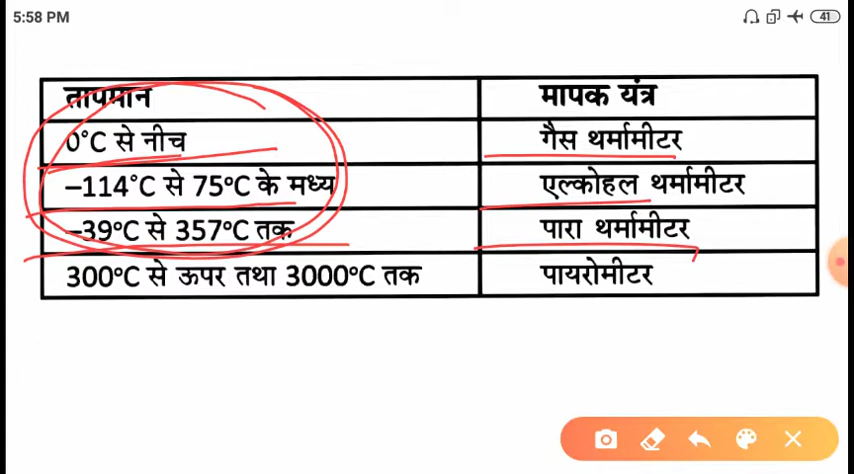 5:58 PM 41
तापमान मापक यंत्र
0°C से नीच गैस थर्मामीटर
–114°C से 75°C के मध्य एल्कोहल थर्मामीटर
–39°C से 357°C तक पारा थर्मामीटर
300°C से ऊपर तथा 3000°C तक पायरोमीटर